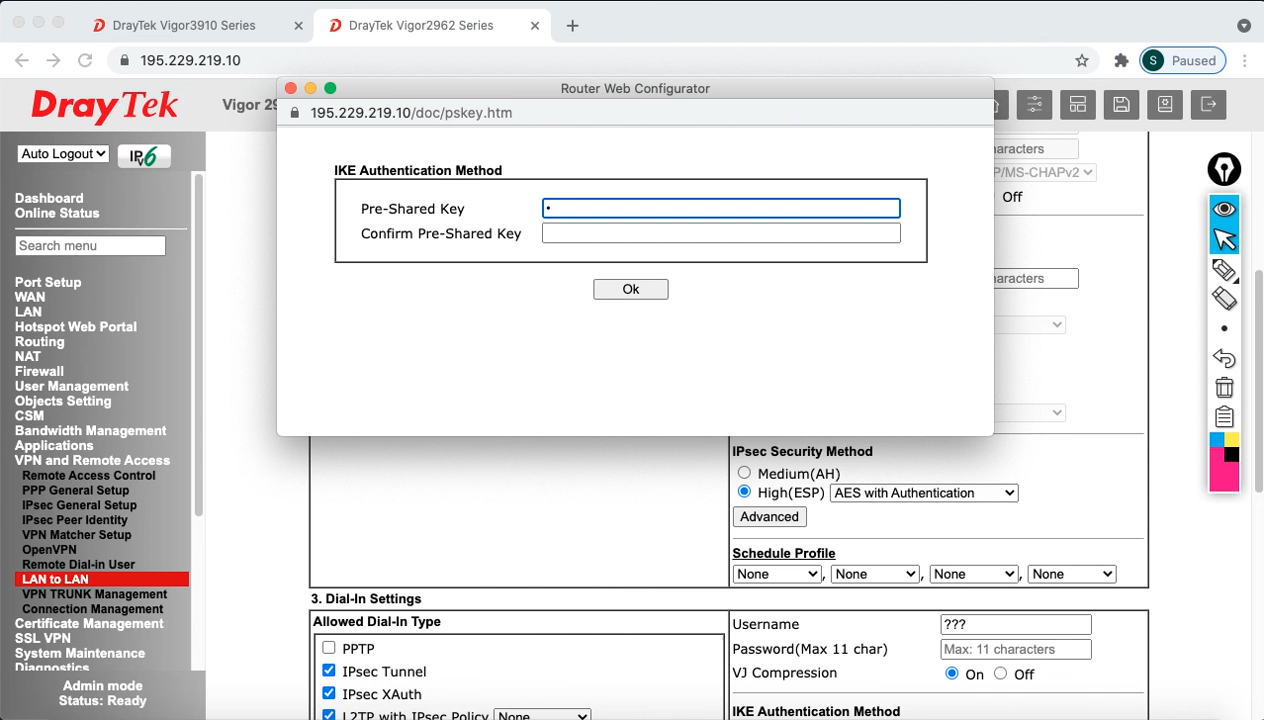 DrayTek Vigor3910 Series
DrayTek Vigor2962 Series
195.229.219.10
S Paused
DrayTek
Vigor 29
Router Web Configurator
195.229.219.10/doc/pskey.htm
Auto Logout
IPv6
Dashboard
Online Status
Search menu
Port Setup
WAN
LAN
Hotspot Web Portal
Routing
NAT
Firewall
User Management
Objects Setting
CSM
Bandwidth Management
Applications
VPN and Remote Access
Remote Access Control
PPP General Setup
IPsec General Setup
IPsec Peer Identity
VPN Matcher Setup
OpenVPN
Remote Dial-in User
LAN to LAN
VPN TRUNK Management
Connection Management
Certificate Management
SSL VPN
System Maintenance
Diagnostics
Admin mode
Status: Ready
IKE Authentication Method
Pre-Shared Key •
Confirm Pre-Shared Key
Ok
haracters
P/MS-CHAPv2
Off
haracters
IPsec Security Method
Medium(AH)
High(ESP) AES with Authentication
Advanced
Schedule Profile
None , None , None , None
3. Dial-In Settings
Allowed Dial-In Type
PPTP
IPsec Tunnel
IPsec XAuth
L2TP with IPsec Policy None
Username ???
Password(Max 11 char) Max: 11 characters
VJ Compression On Off
IKE Authentication Method